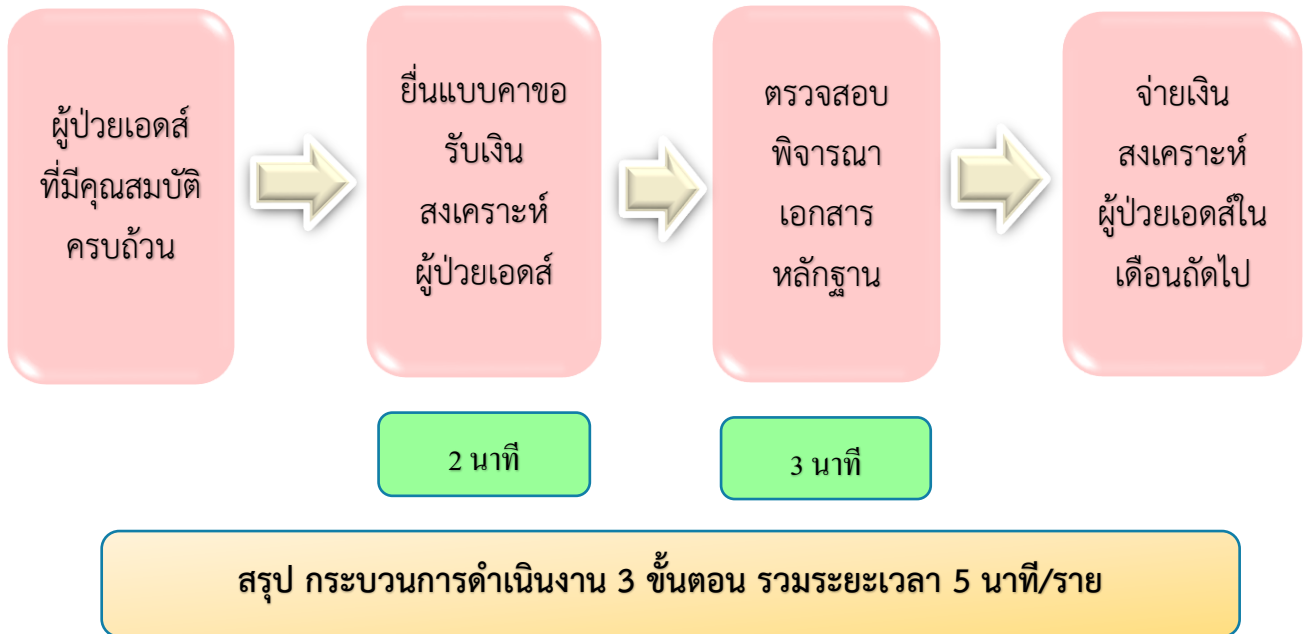 ผู้ป่วยเอดส์
ที่มีคุณสมบัติ
ครบถ้วน
ยื่นแบบคาขอ
รับเงิน
สงเคราะห์
ผู้ป่วยเอดส์
ตรวจสอบ
พิจารณา
เอกสาร
หลักฐาน
จ่ายเงิน
สงเคราะห์
ผู้ป่วยเอดส์ใน
เดือนถัดไป
2 นาที
3 นาที
สรุป กระบวนการดำเนินงาน 3 ขั้นตอน รวมระยะเวลา 5 นาที/ราย